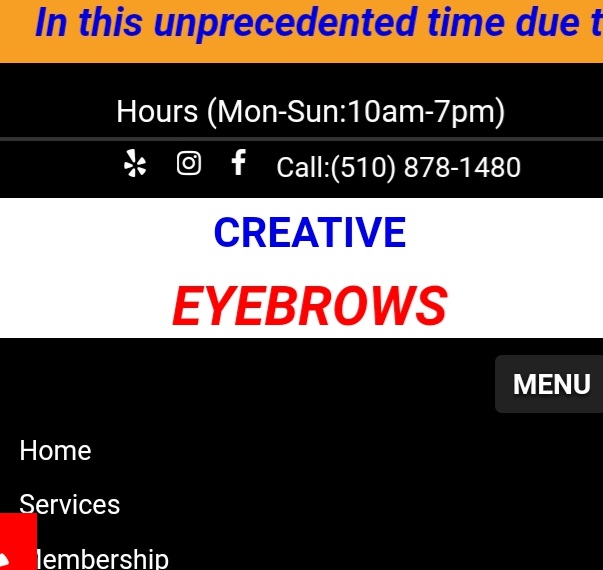 In this unprecedented time due
Hours (Mon-Sun:10am-7pm)
Call:(510) 878-1480
CREATIVE
EYEBROWS
MENU
Home
Services
Membership